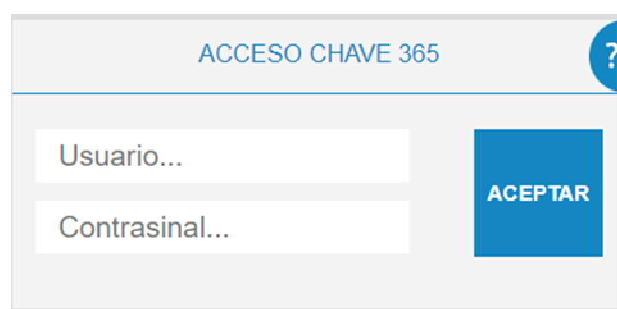 ACCESO CHAVE 365
?
Usuario...
Contrasinal...
ACEPTAR